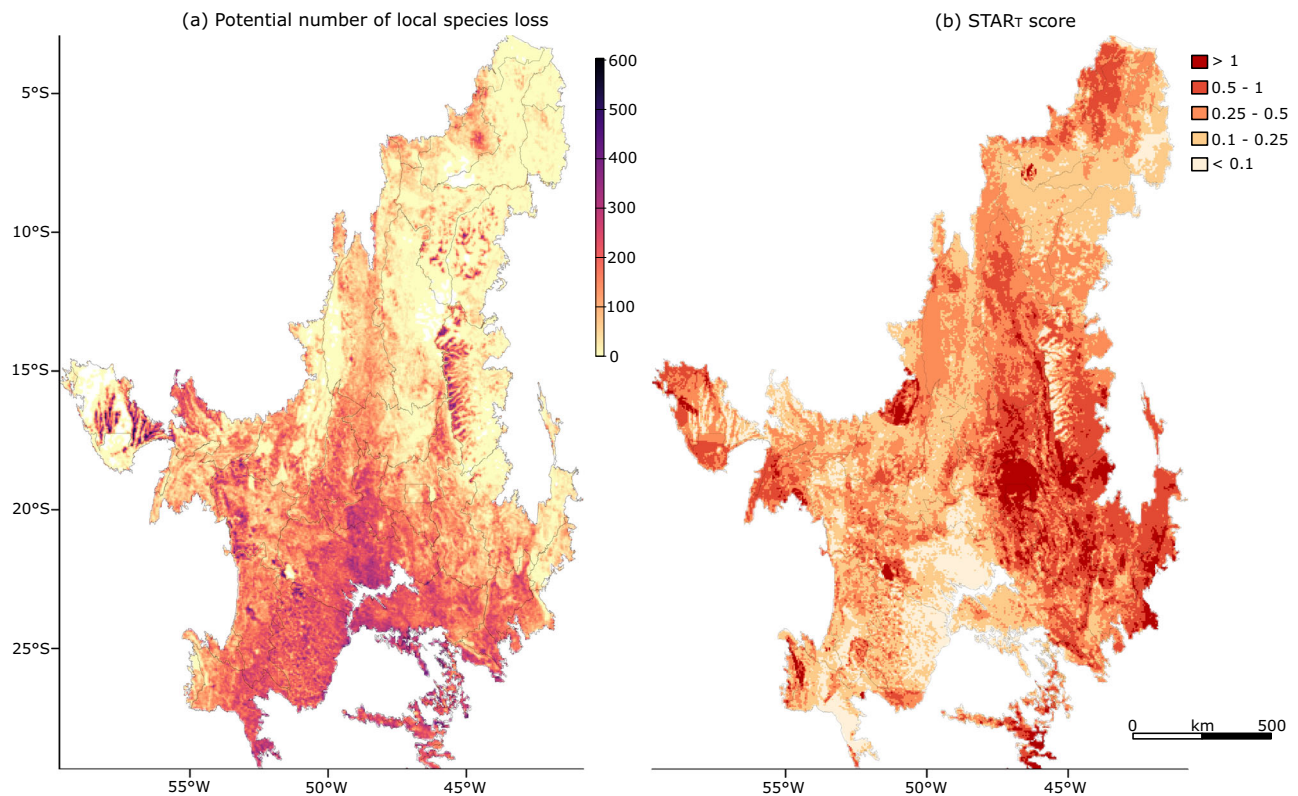 (a) Potential number of local species loss
(b) START score
600
500
400
300
200
100
0
> 1
0.5 - 1
0.25 - 0.5
0.1 - 0.25
< 0.1
5°S
10°S
15°S
20°S
25°S
0 km 500
55°W 50°W 45°W
55°W 50°W 45°W